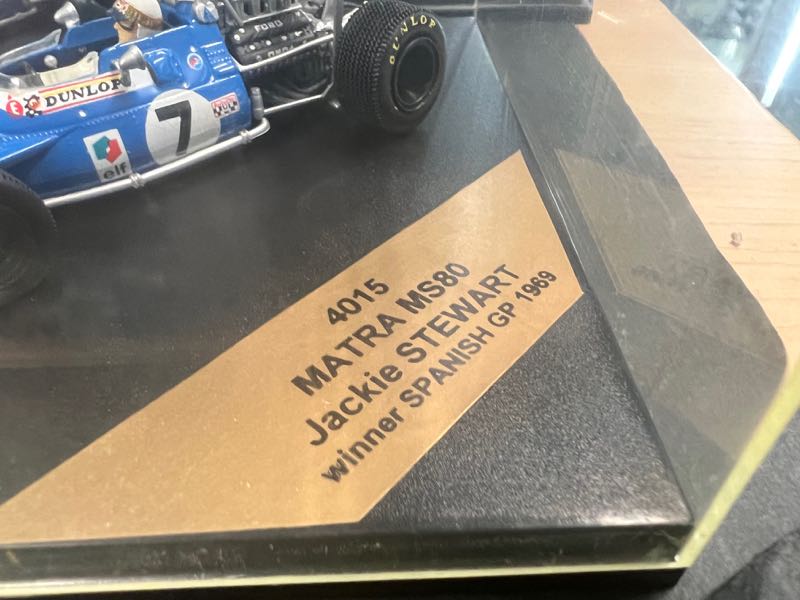 FORD
DUNLOP
DUNLOP
7
elf
4015
MATRA MS80
Jackie STEWART
winner SPANISH GP 1969